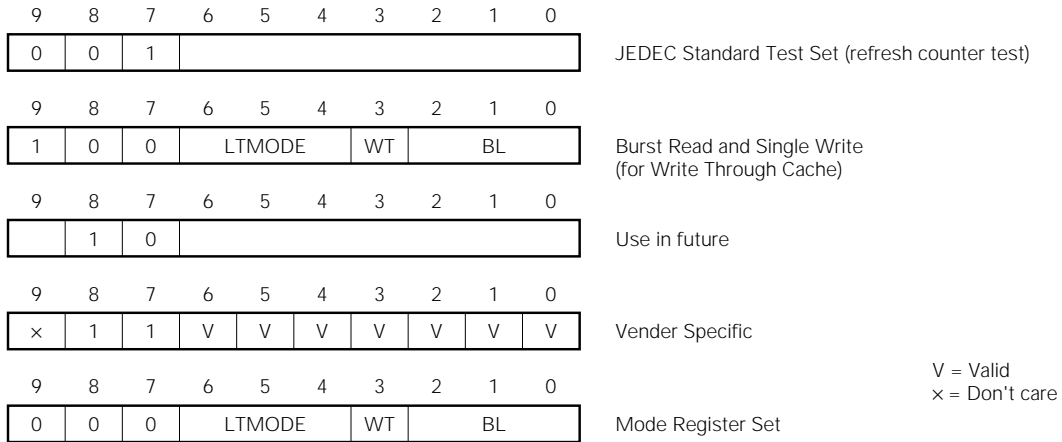 9 8 7 6 5 4 3 2 1 0
0 0 1 JEDEC Standard Test Set (refresh counter test)
9 8 7 6 5 4 3 2 1 0
1 0 0 LTMODE WT BL Burst Read and Single Write
(for Write Through Cache)
9 8 7 6 5 4 3 2 1 0
1 0 Use in future
9 8 7 6 5 4 3 2 1 0
× 1 1 V V V V V V V Vender Specific
V = Valid
× = Don't care
9 8 7 6 5 4 3 2 1 0
0 0 0 LTMODE WT BL Mode Register Set